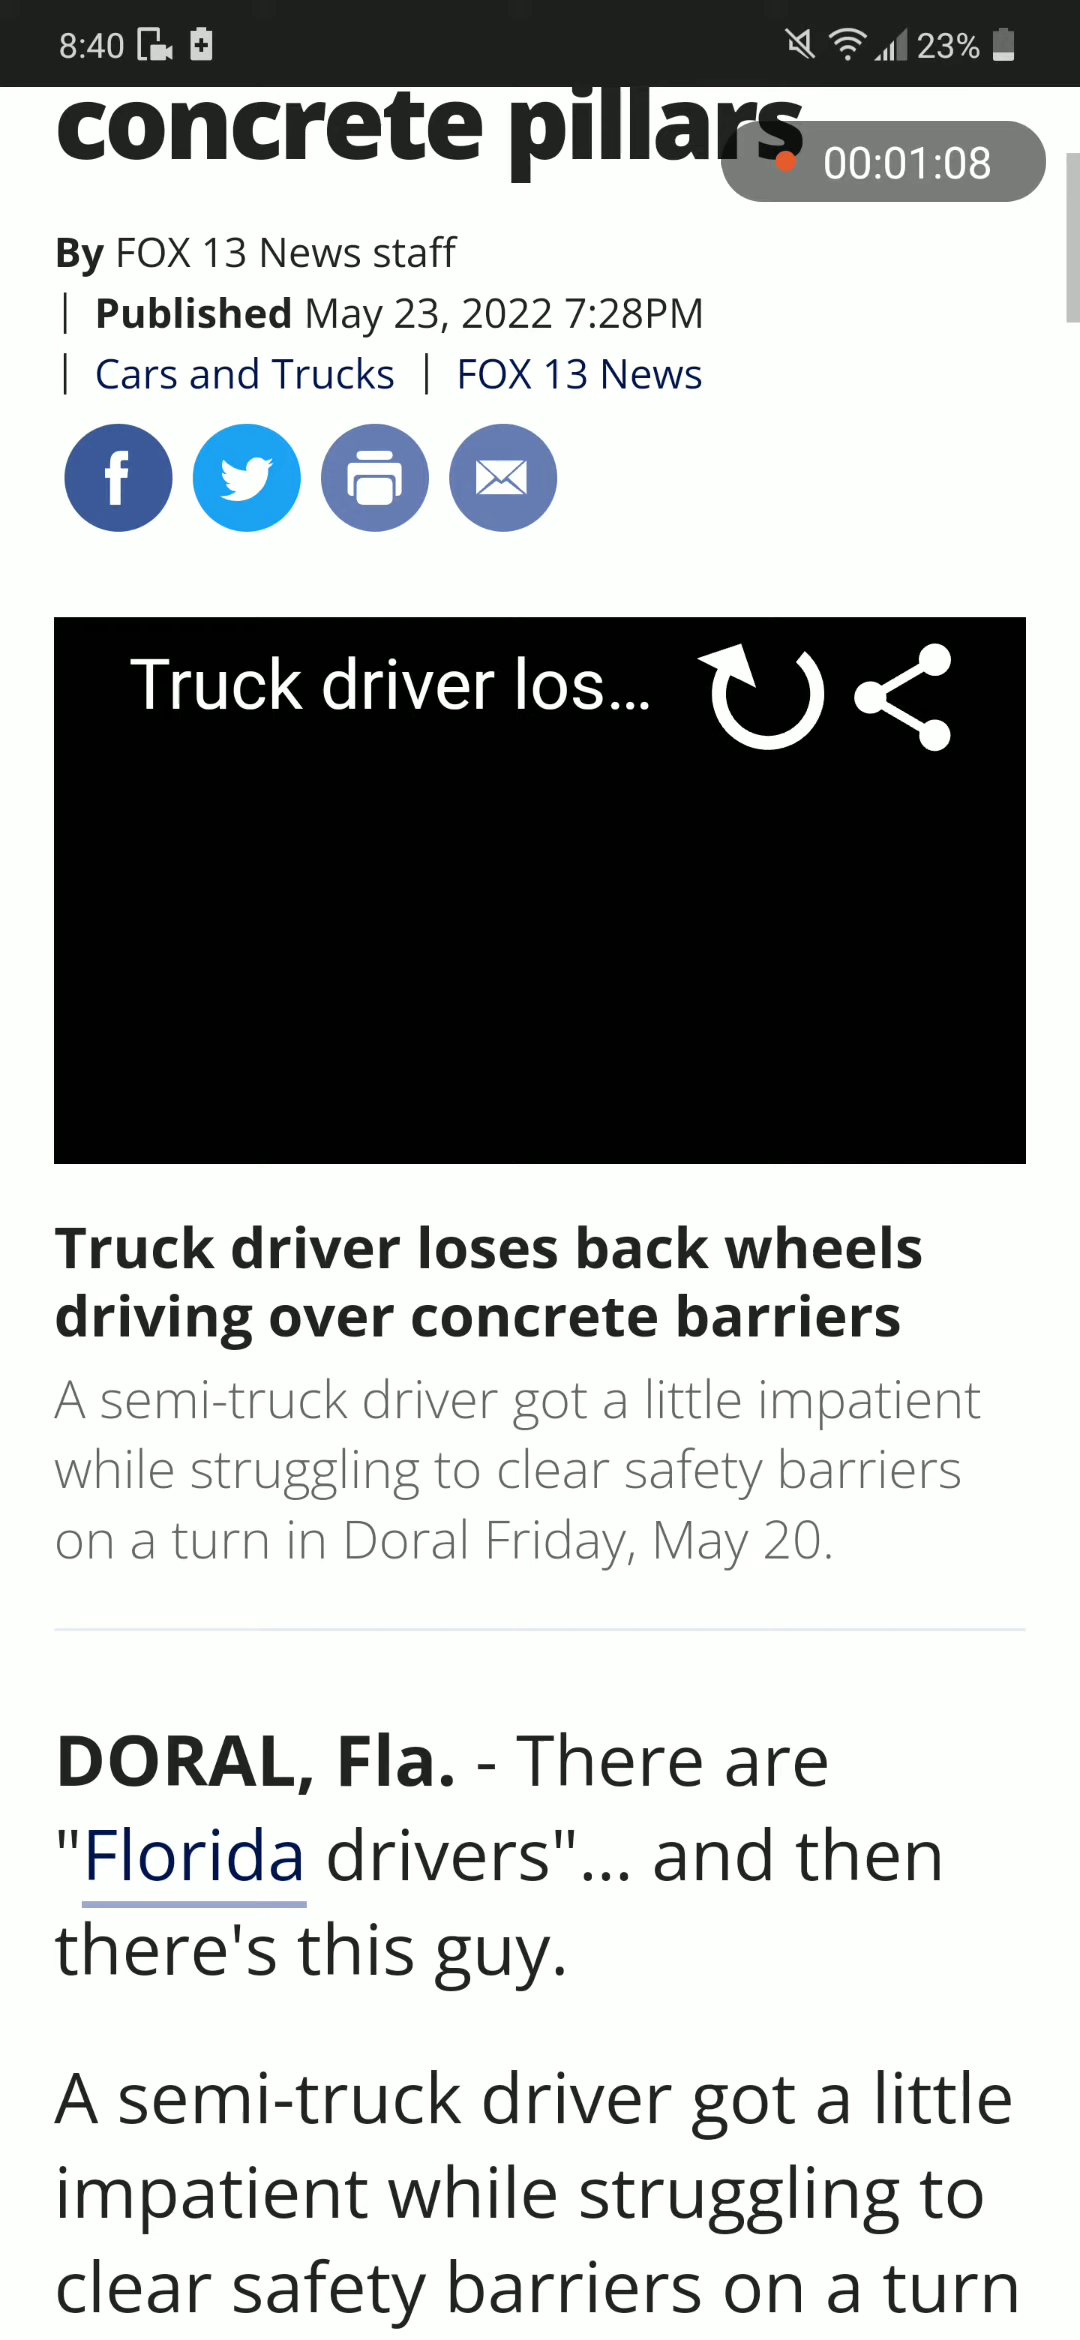 8:40
23%
concrete pillars
00:01:08
By FOX 13 News staff
| Published May 23, 2022 7:28PM
| Cars and Trucks | FOX 13 News
Truck driver los...
Truck driver loses back wheels
driving over concrete barriers
A semi-truck driver got a little impatient
while struggling to clear safety barriers
on a turn in Doral Friday, May 20.
DORAL, Fla. - There are
"Florida drivers"... and then
there's this guy.
A semi-truck driver got a little
impatient while struggling to
clear safety barriers on a turn